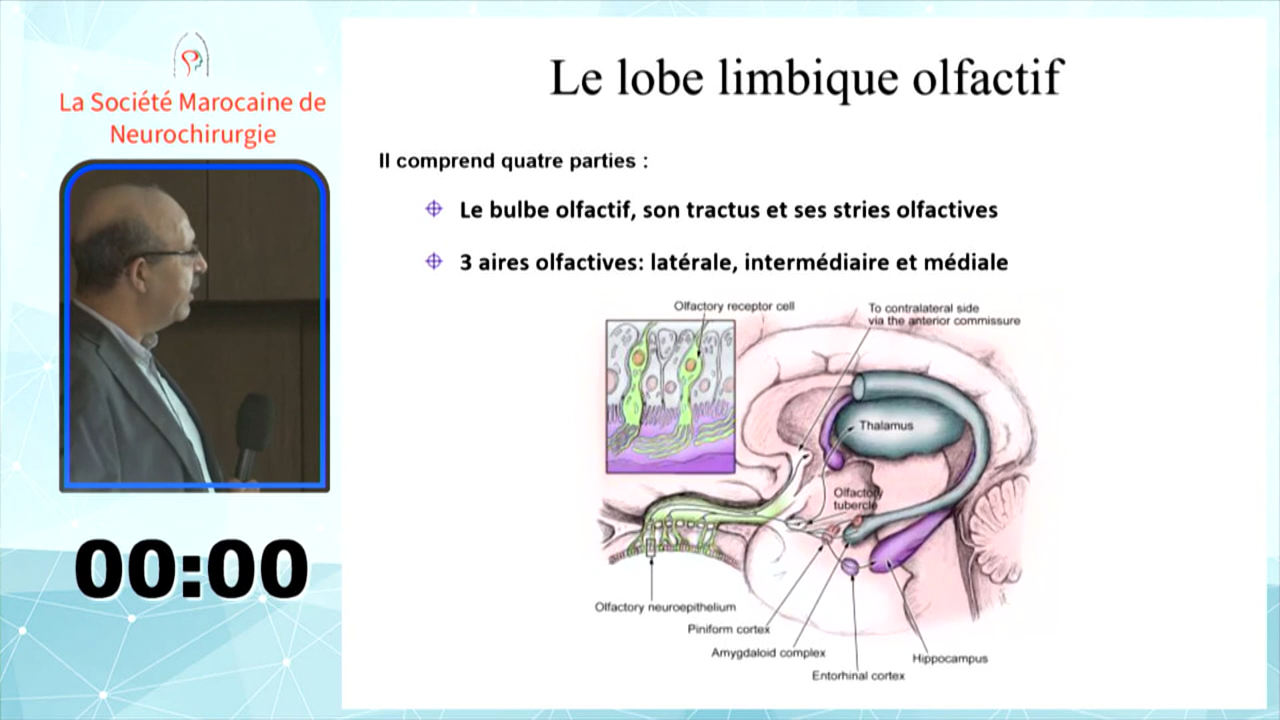 La Société Marocaine de
Neurochirurgie
00:00
Le lobe limbique olfactif
Il comprend quatre parties :
Le bulbe olfactif, son tractus et ses stries olfactives
3 aires olfactives: latérale, intermédiaire et médiale
Olfactory receptor cell
To contralateral side
via the anterior commissure
Thalamus
Olfactory
tubercle
Olfactory neuroepithelium
Piniform cortex
Amygdaloid complex
Entorhinal cortex
Hippocampus